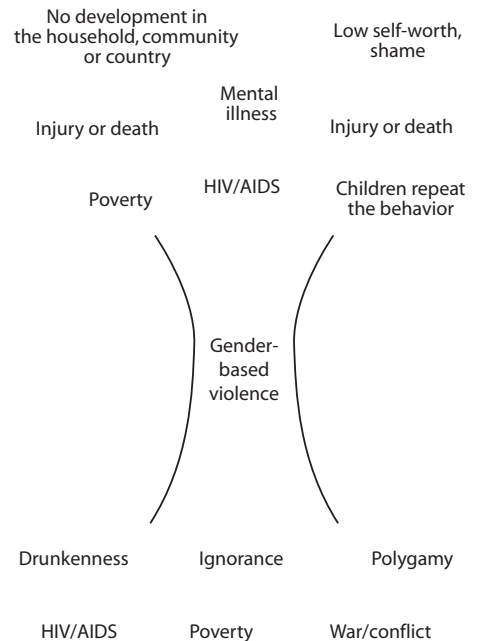 No development in
the household, community
or country
Low self-worth,
shame
Mental
illness
Injury or death
Injury or death
HIV/AIDS
Poverty
Children repeat
the behavior
Gender-
based
violence
Drunkenness
Ignorance
Polygamy
HIV/AIDS
Poverty
War/conflict